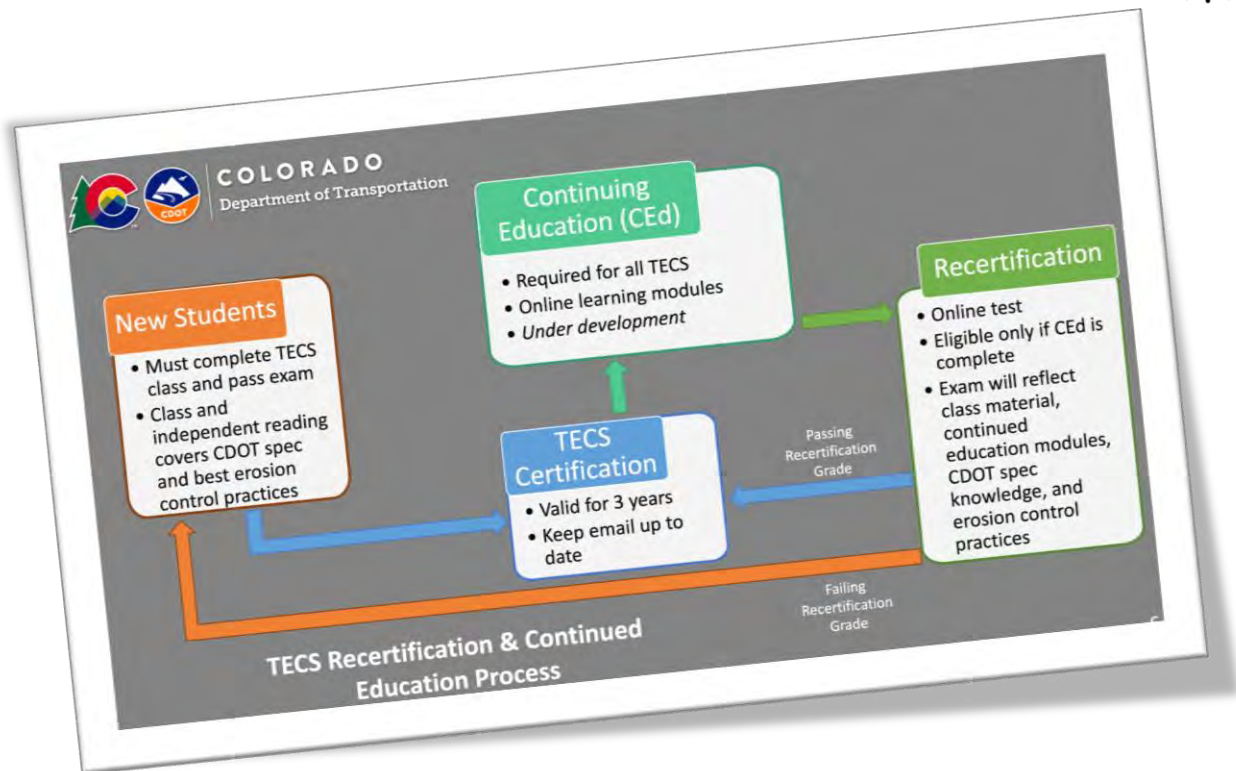 COLORADO
Department of Transportation
CDOT
New Students
• Must complete TECS
class and pass exam
• Class and
independent reading
covers CDOT spec
and best erosion
control practices
Continuing
Education (CEd)
• Required for all TECS
• Online learning modules
• Under development
TECS
Certification
• Valid for 3 years
• Keep email up to
date
Recertification
• Online test
• Eligible only if CEd is
complete
• Exam will reflect
class material,
continued
education modules,
CDOT spec
knowledge, and
erosion control
practices
Passing
Recertification
Grade
Failing
Recertification
Grade
TECS Recertification & Continued
Education Process